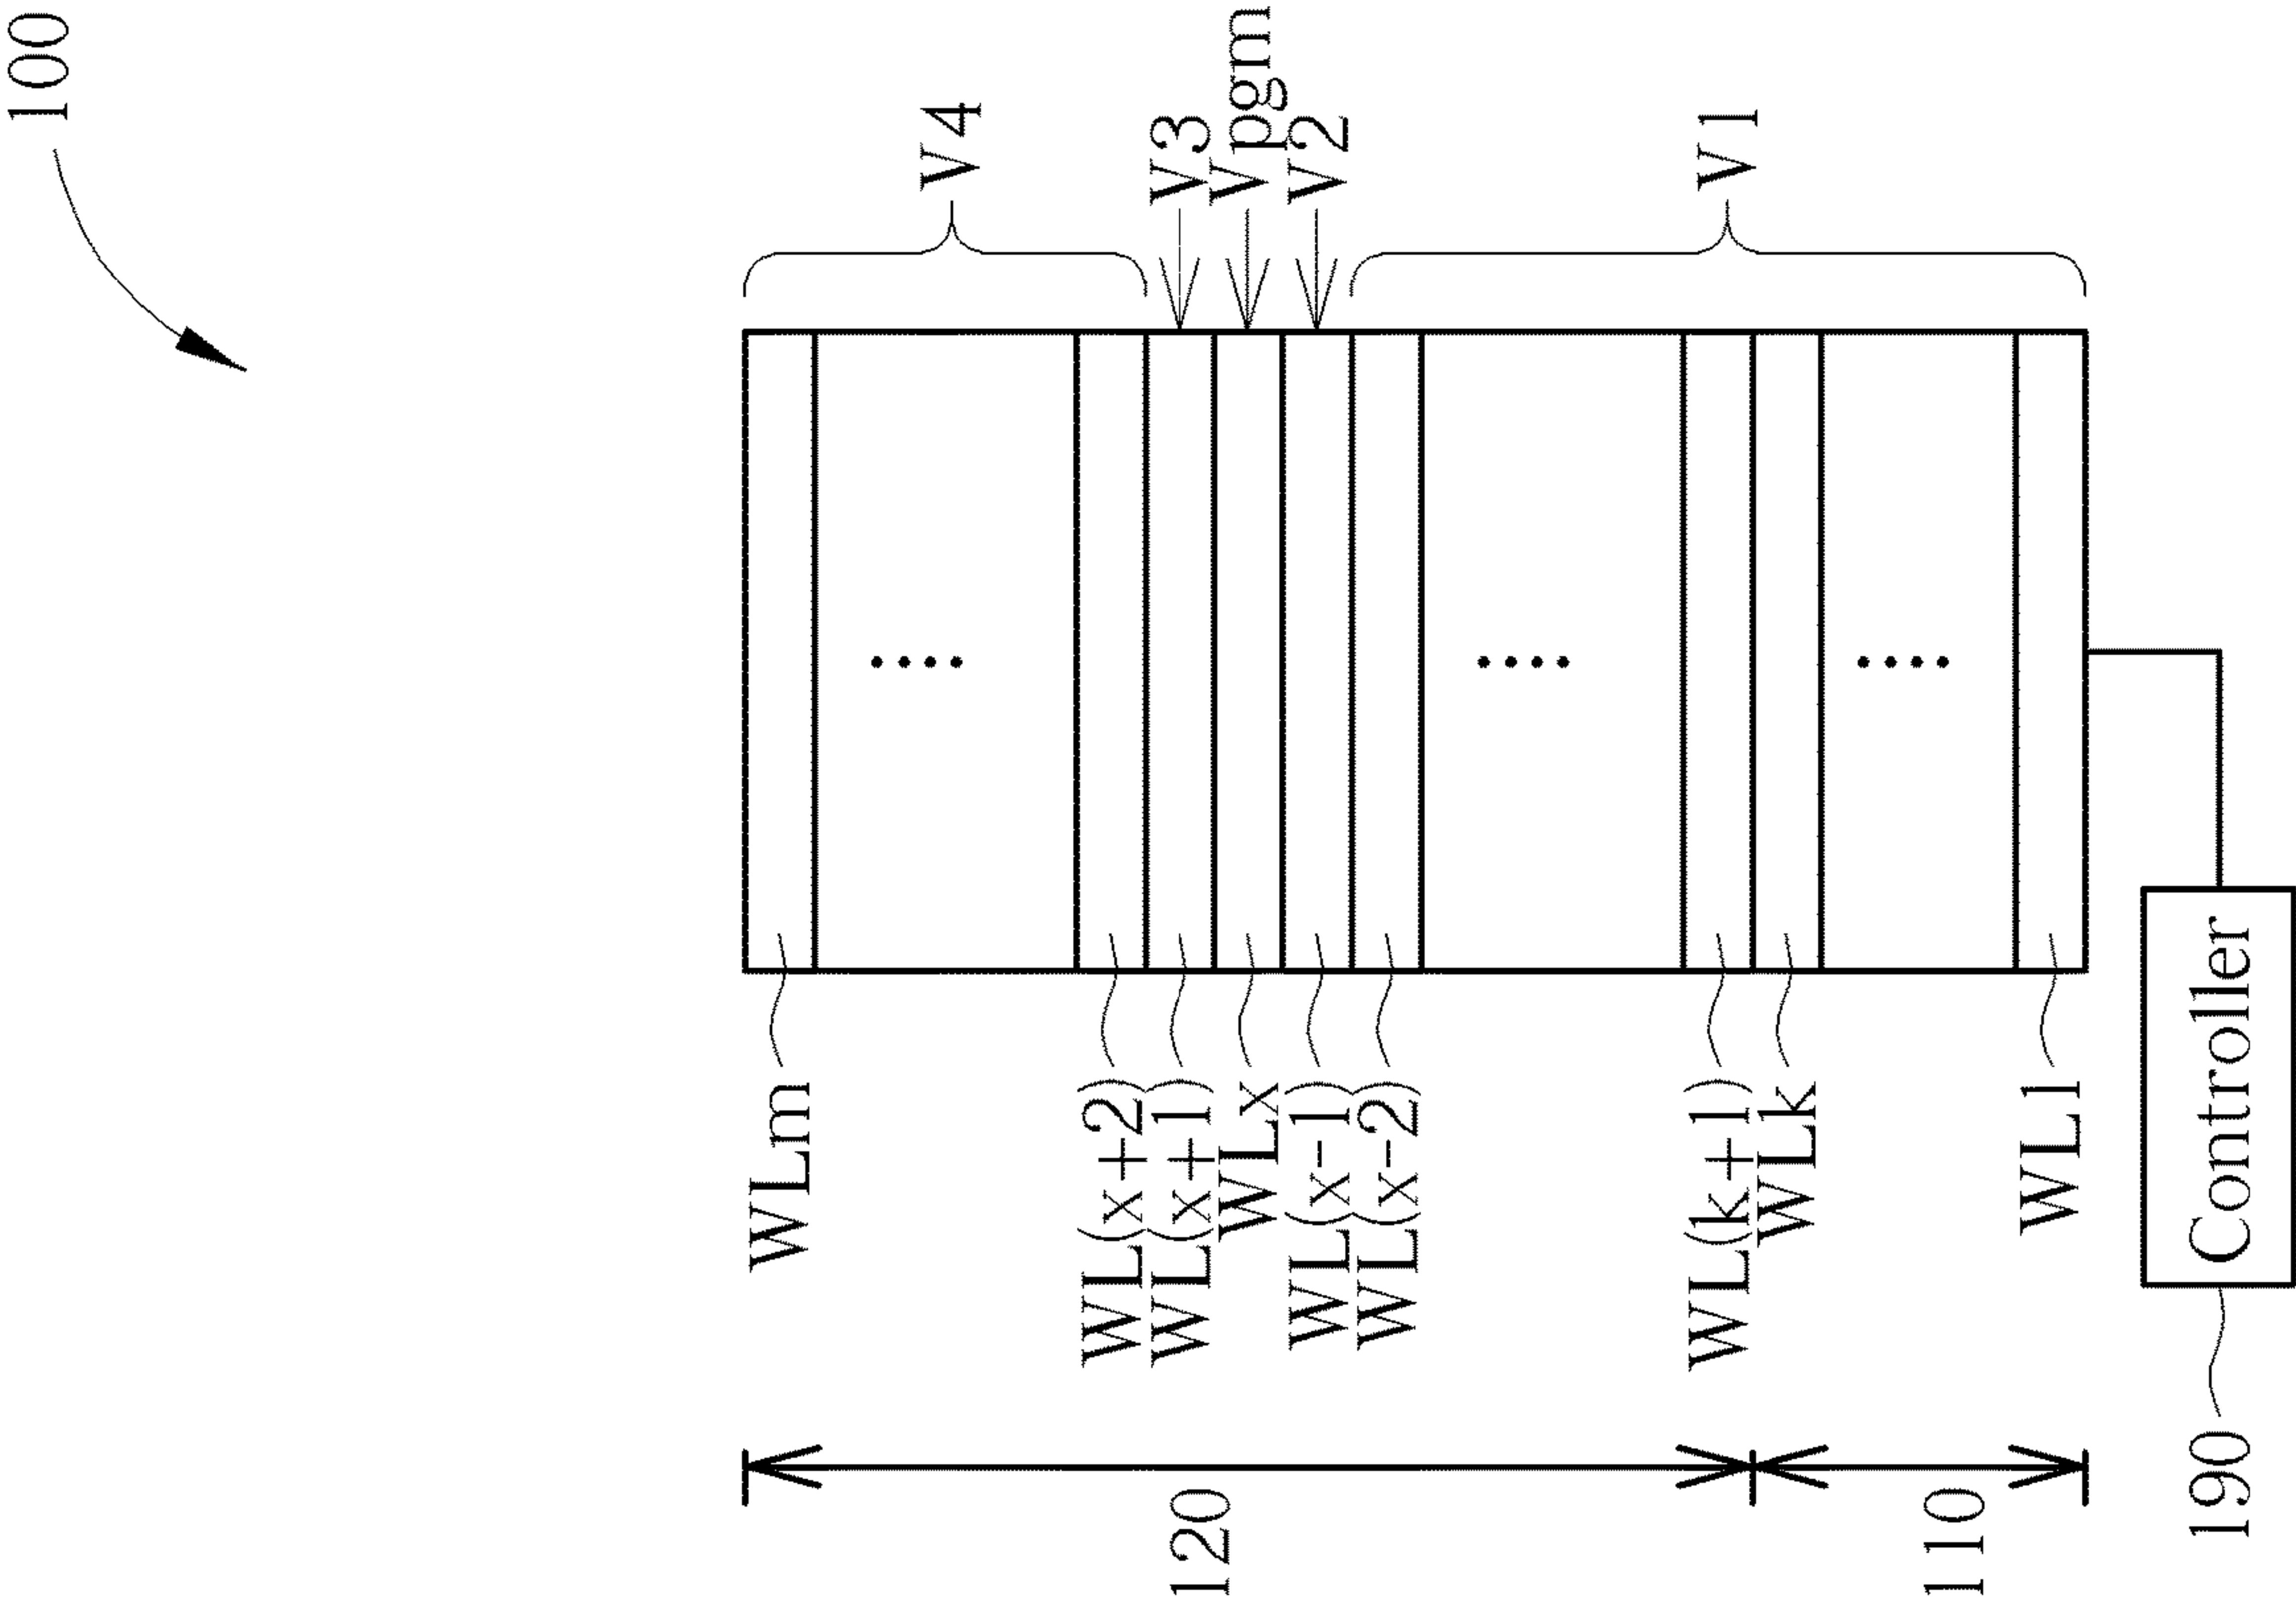 100
V4
V3
Vpgm
V2
V1
WLm
WL(x+2)
WL(x+1)
WLx
WL(x-1)
WL(x-2)
WL(k+1)
WLk
WL1
120
110
190
Controller